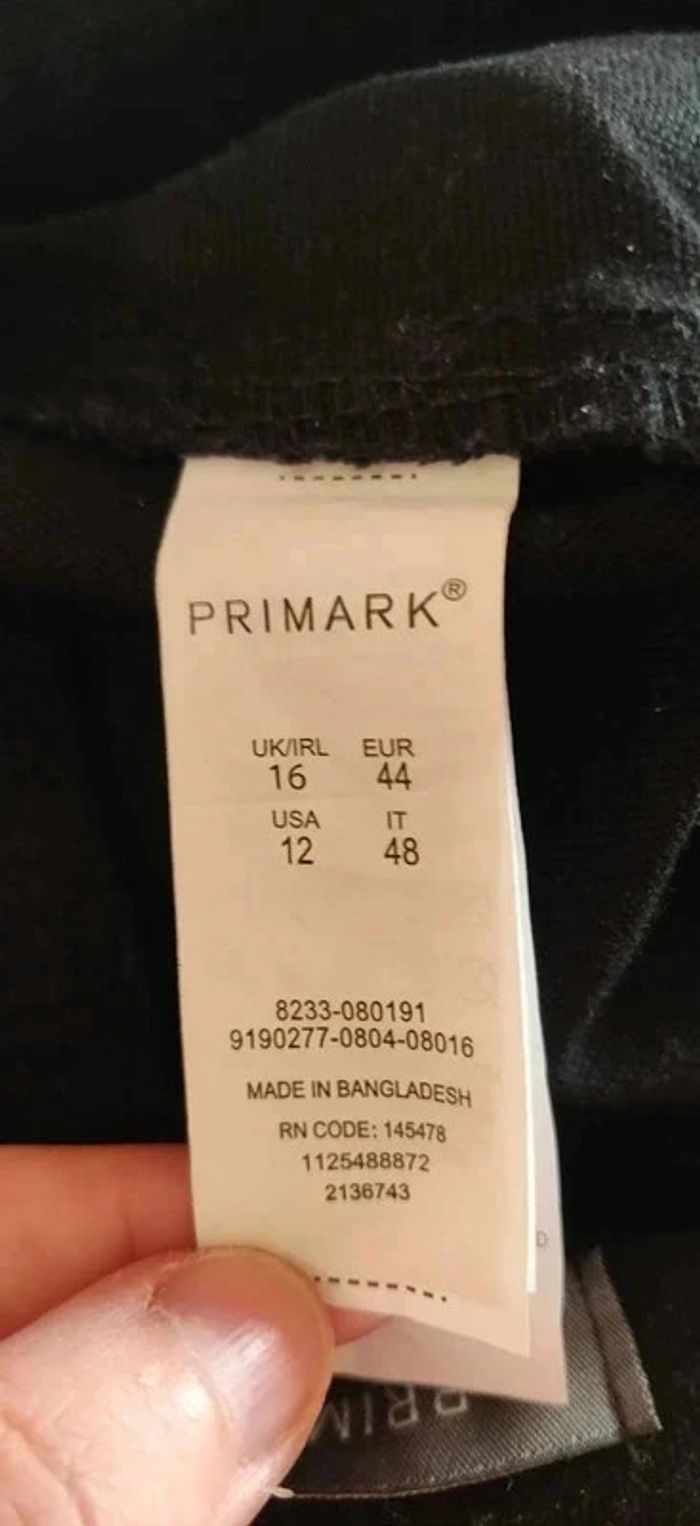 PRIMARK®
UK/IRL EUR
16 44
USA IT
12 48
8233-080191
9190277-0804-08016
MADE IN BANGLADESH
RN CODE: 145478
1125488872
2136743
D
PRIM